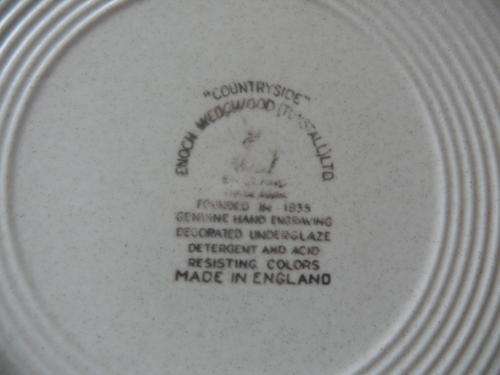 "COUNTRYSIDE"
ENOCH WEDGWOOD (TUNSTALL) LTD
FOUNDED IN 1835
GENUINE HAND ENGRAVING
DECORATED UNDERGLAZE
DETERGENT AND ACID
RESISTING COLORS
MADE IN ENGLAND